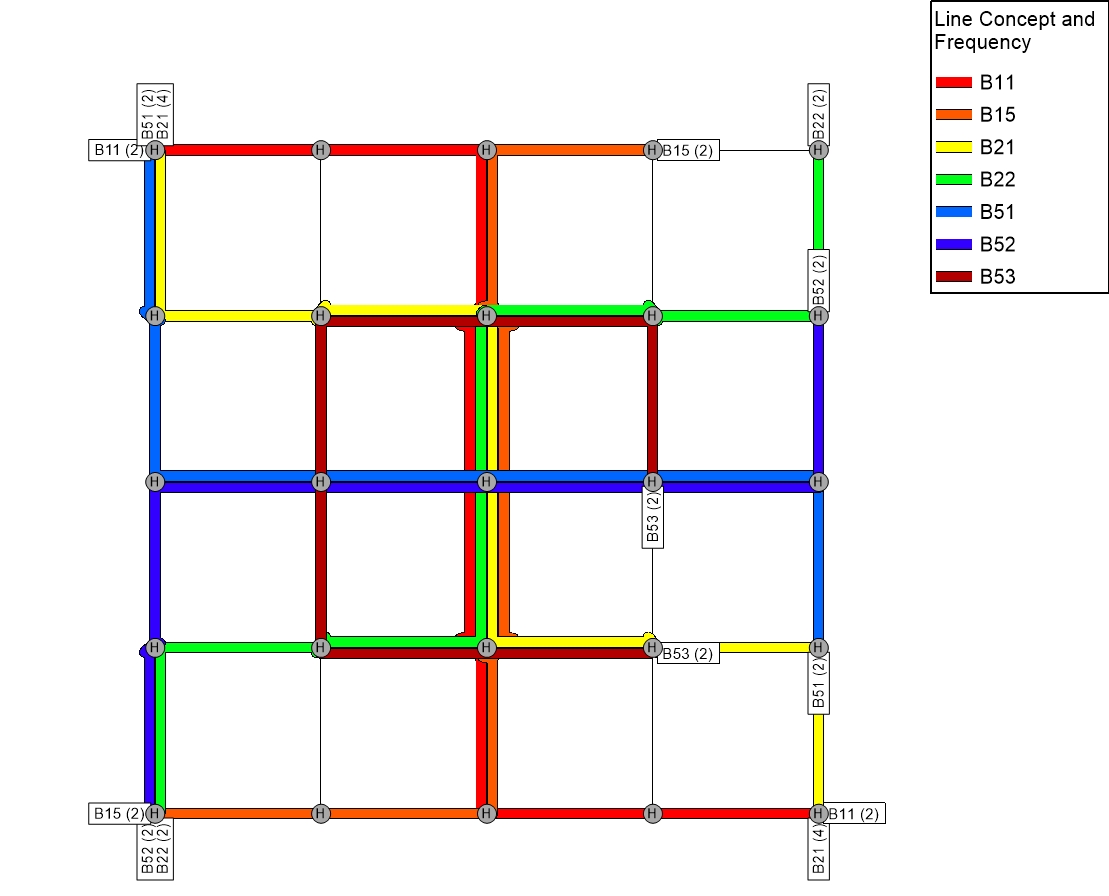 Line Concept and
Frequency
B11
B15
B21
B22
B51
B52
B53
B51 (2)
B21 (4)
B22 (2)
B11 (2)
H
H
H
H
B15 (2)
H
B52 (2)
H
H
H
H
H
H
H
H
H
H
B53 (2)
H
H
H
H
B53 (2)
H
B51 (2)
B15 (2)
H
H
H
H
H
B11 (2)
B52 (2)
B22 (2)
B21 (4)